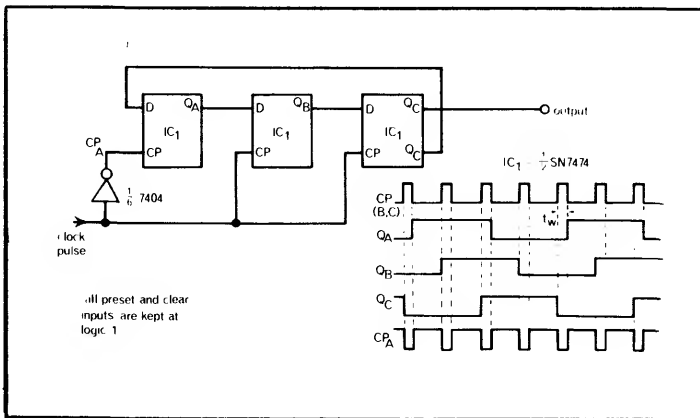 D QA D QB D QC
output
IC1 IC1 IC1
CP CP CP QC
CPA
1/6 7404
clock
pulse
IC1 = 1/2 SN7474
CP
(B,C)
tw
QA
QB
QC
CPA
all preset and clear
inputs are kept at
logic 1